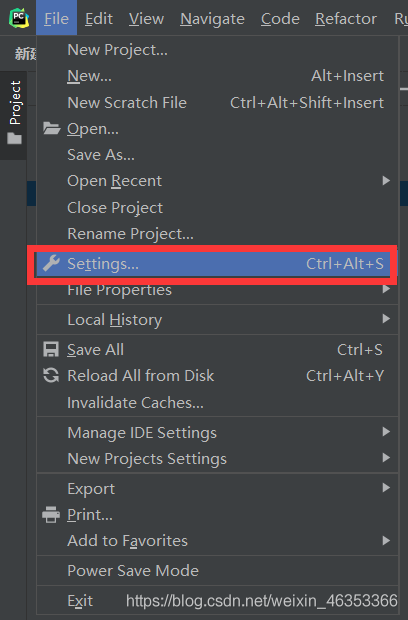 PC File Edit View Navigate Code Refactor
新建
Project
New Project...
New... Alt+Insert
New Scratch File Ctrl+Alt+Shift+Insert
Open...
Save As...
Open Recent
Close Project
Rename Project...
Settings... Ctrl+Alt+S
File Properties
Local History
Save All Ctrl+S
Reload All from Disk Ctrl+Alt+Y
Invalidate Caches...
Manage IDE Settings
New Projects Settings
Export
Print...
Add to Favorites
Power Save Mode
Exit https://blog.csdn.net/weixin_46353366